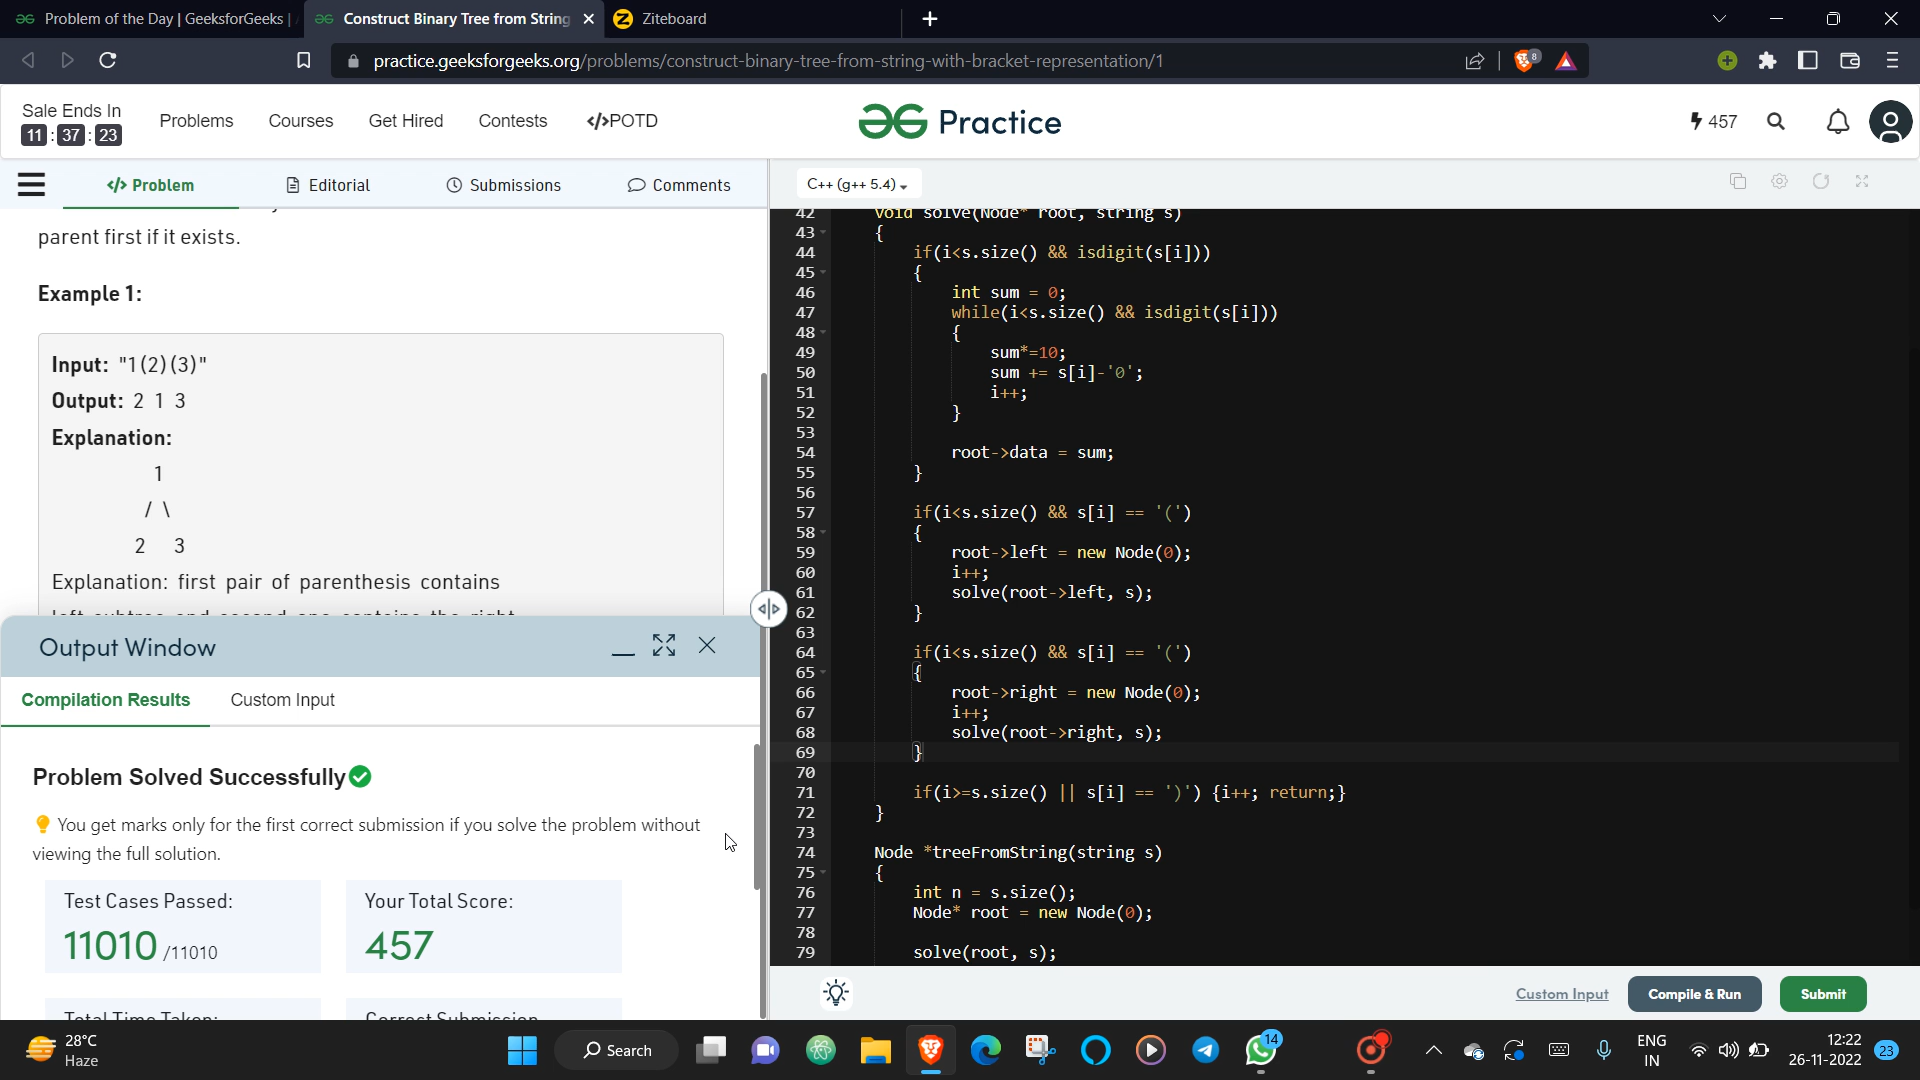 Problem of the Day | GeeksforGeeks |
Construct Binary Tree from String
Ziteboard
practice.geeksforgeeks.org/problems/construct-binary-tree-from-string-with-bracket-representation/1
8
Sale Ends In
11 : 37 : 23
Problems
Courses
Get Hired
Contests
</>POTD
Practice
457
</> Problem
Editorial
Submissions
Comments
C++ (g++ 5.4)
parent first if it exists.
Example 1:
Input: "1(2)(3)"
Output: 2 1 3
Explanation:
1
/ \
2 3
Explanation: first pair of parenthesis contains
left subtree and second one contains the right
Output Window
Compilation Results
Custom Input
Problem Solved Successfully
You get marks only for the first correct submission if you solve the problem without
viewing the full solution.
Test Cases Passed:
11010 /11010
Your Total Score:
457
Total Time Taken:
Correct Submission
42 void solve(Node* root, string s)
43 {
44 if(i<s.size() && isdigit(s[i]))
45 {
46 int sum = 0;
47 while(i<s.size() && isdigit(s[i]))
48 {
49 sum*=10;
50 sum += s[i]-'0';
51 i++;
52 }
53
54 root->data = sum;
55 }
56
57 if(i<s.size() && s[i] == '(')
58 {
59 root->left = new Node(0);
60 i++;
61 solve(root->left, s);
62 }
63
64 if(i<s.size() && s[i] == '(')
65 {
66 root->right = new Node(0);
67 i++;
68 solve(root->right, s);
69 }
70
71 if(i>=s.size() || s[i] == ')') {i++; return;}
72 }
73
74 Node *treeFromString(string s)
75 {
76 int n = s.size();
77 Node* root = new Node(0);
78
79 solve(root, s);
Custom Input
Compile & Run
Submit
28°C
Haze
Search
14
ENG
IN
12:22
26-11-2022
23